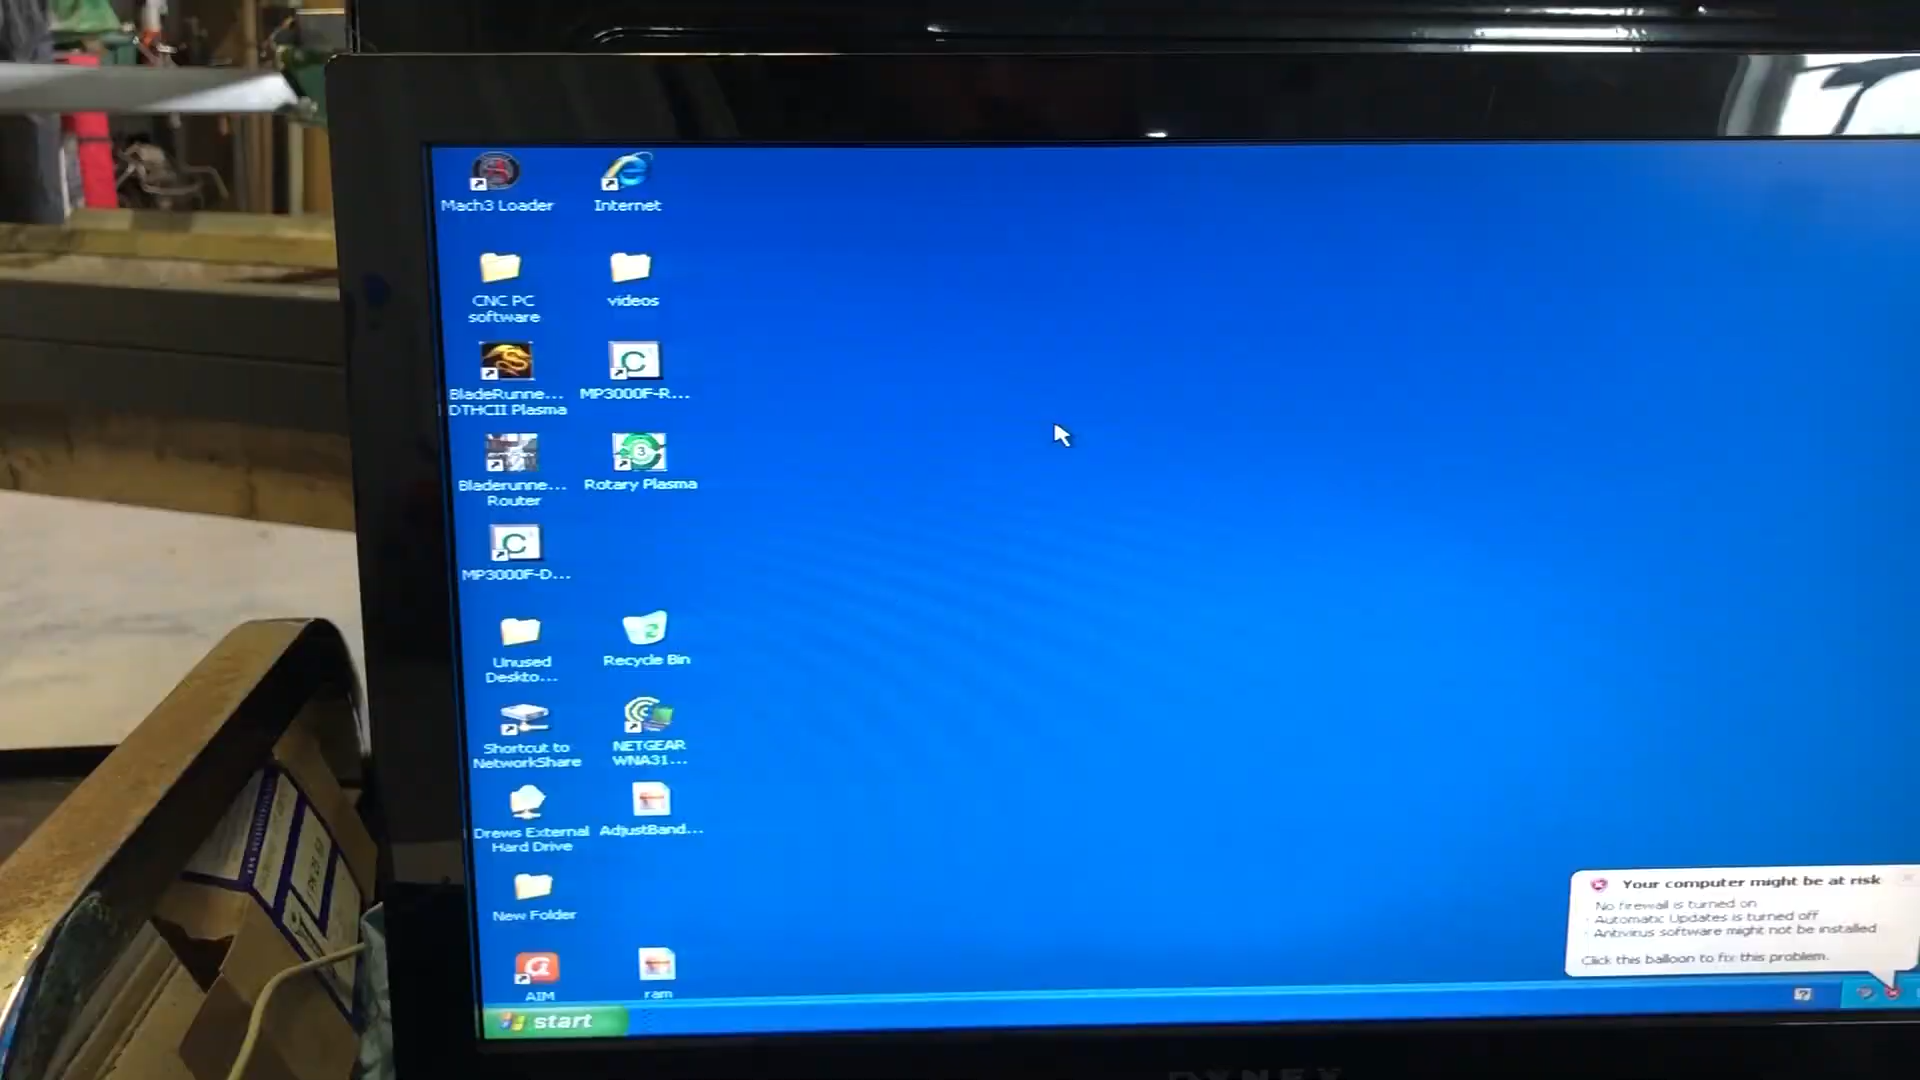 Mach3 Loader
Internet
CNC PC
software
videos
BladeRunne...
DTHCII Plasma
MP3000F-R...
Bladerunne...
Router
Rotary Plasma
MP3000F-D...
Unused
Deskto...
Recycle Bin
Shortcut to
NetworkShare
NETGEAR
WNA31...
Drews External
Hard Drive
AdjustBand...
New Folder
AIM
ram
Your computer might be at risk
No firewall is turned on
Automatic Updates is turned off
Antivirus software might not be installed
Click this balloon to fix this problem.
start